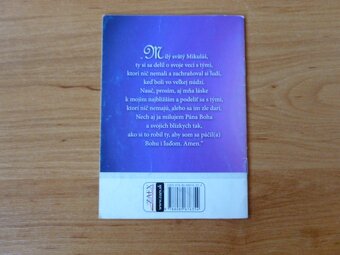 „Milý svätý Mikuláš,
ty si sa delil o svoje veci s tými,
ktorí nič nemali a zachraňoval si ľudí,
keď boli vo veľkej núdzi.
Nauč, prosím, aj mňa láske
k mojim najbližším a podeliť sa s tými,
ktorí nič nemajú, alebo sa im zle darí.
Nech aj ja milujem Pána Boha
a svojich blízkych tak,
ako si to robil ty, aby som sa páčil(a)
Bohu i ľuďom. Amen.“